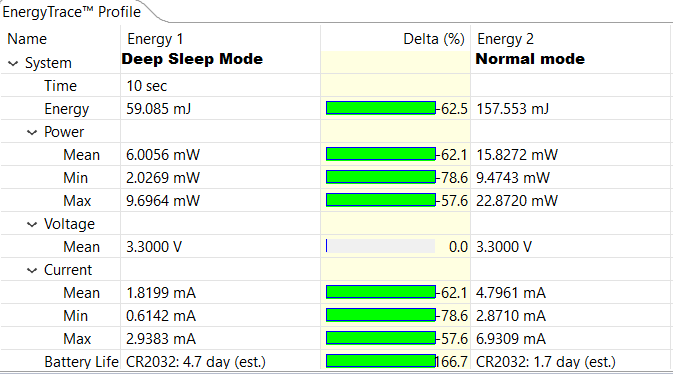 EnergyTrace™ Profile
Name Energy 1 Delta (%) Energy 2
System Deep Sleep Mode Normal mode
Time 10 sec
Energy 59.085 mJ -62.5 157.553 mJ
Power
Mean 6.0056 mW -62.1 15.8272 mW
Min 2.0269 mW -78.6 9.4743 mW
Max 9.6964 mW -57.6 22.8720 mW
Voltage
Mean 3.3000 V 0.0 3.3000 V
Current
Mean 1.8199 mA -62.1 4.7961 mA
Min 0.6142 mA -78.6 2.8710 mA
Max 2.9383 mA -57.6 6.9309 mA
Battery Life CR2032: 4.7 day (est.) 166.7 CR2032: 1.7 day (est.)